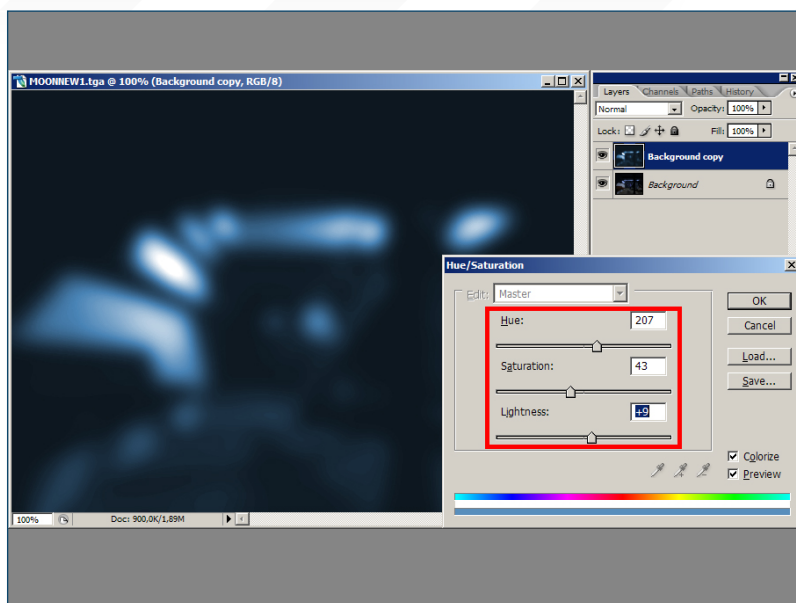 MOONNEW1.tga @ 100% (Background copy, RGB/8)
Layers Channels Paths History
Normal Opacity: 100%
Lock: Fill: 100%
Background copy
Background
Hue/Saturation
Edit: Master
Hue: 207
Saturation: 43
Lightness: +9
OK
Cancel
Load...
Save...
Colorize
Preview
100% Doc: 900,0K/1,89M